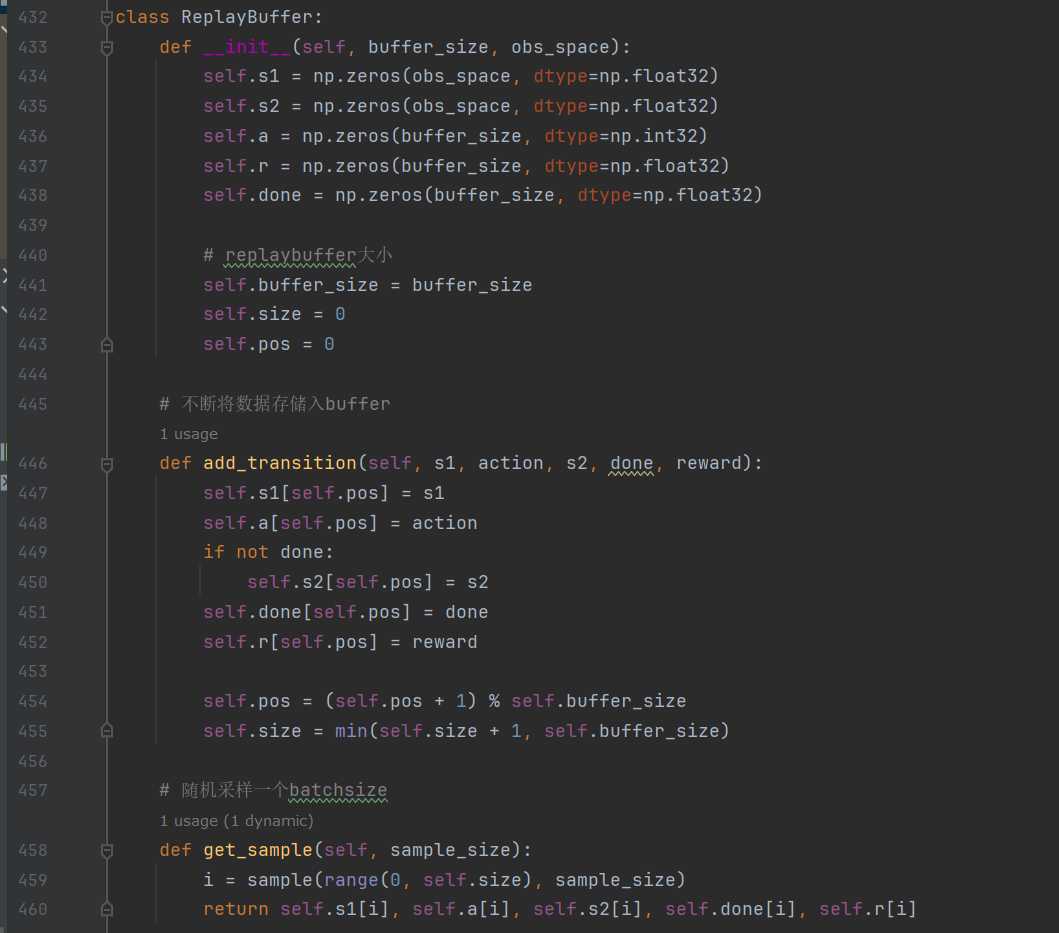 432 class ReplayBuffer:
433     def __init__(self, buffer_size, obs_space):
434         self.s1 = np.zeros(obs_space, dtype=np.float32)
435         self.s2 = np.zeros(obs_space, dtype=np.float32)
436         self.a = np.zeros(buffer_size, dtype=np.int32)
437         self.r = np.zeros(buffer_size, dtype=np.float32)
438         self.done = np.zeros(buffer_size, dtype=np.float32)
439
440         # replaybuffer大小
441         self.buffer_size = buffer_size
442         self.size = 0
443         self.pos = 0
444
445     # 不断将数据存储入buffer
1 usage
446     def add_transition(self, s1, action, s2, done, reward):
447         self.s1[self.pos] = s1
448         self.a[self.pos] = action
449         if not done:
450             self.s2[self.pos] = s2
451         self.done[self.pos] = done
452         self.r[self.pos] = reward
453
454         self.pos = (self.pos + 1) % self.buffer_size
455         self.size = min(self.size + 1, self.buffer_size)
456
457     # 随机采样一个batchsize
1 usage (1 dynamic)
458     def get_sample(self, sample_size):
459         i = sample(range(0, self.size), sample_size)
460         return self.s1[i], self.a[i], self.s2[i], self.done[i], self.r[i]